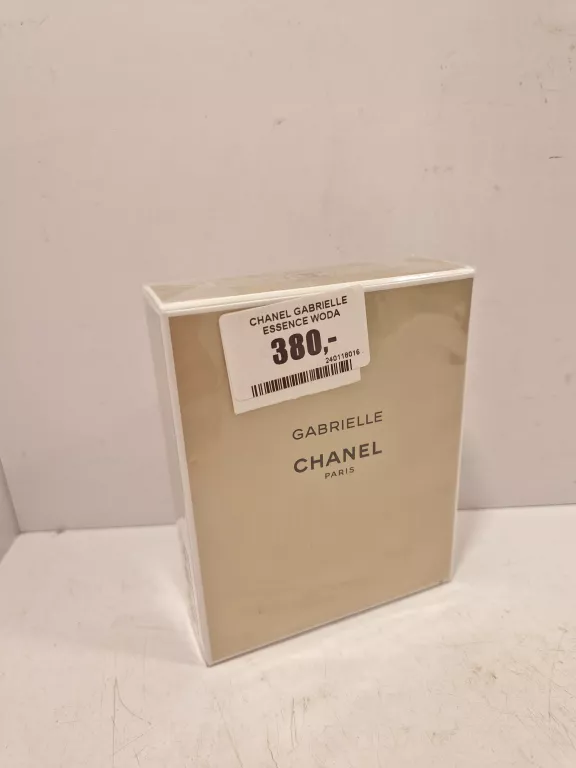 CHANEL GABRIELLE
ESSENCE WODA
380,-
240118016
GABRIELLE
CHANEL
PARIS